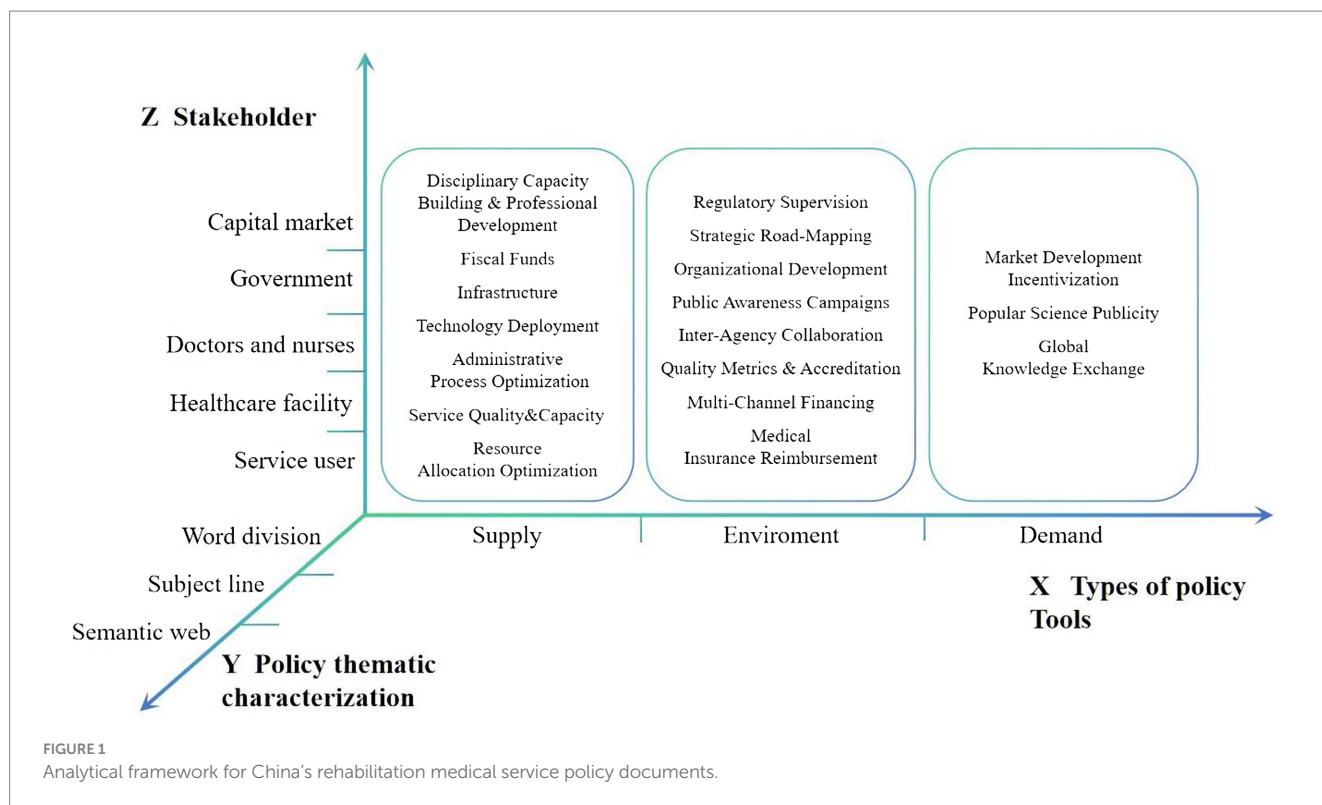 Z Stakeholder
Capital market
Government
Doctors and nurses
Healthcare facility
Service user
Disciplinary Capacity
Building & Professional
Development
Fiscal Funds
Infrastructure
Technology Deployment
Administrative
Process Optimization
Service Quality&Capacity
Resource
Allocation Optimization
Regulatory Supervision
Strategic Road-Mapping
Organizational Development
Public Awareness Campaigns
Inter-Agency Collaboration
Quality Metrics & Accreditation
Multi-Channel Financing
Medical
Insurance Reimbursement
Market Development
Incentivization
Popular Science Publicity
Global
Knowledge Exchange
Supply
Enviroment
Demand
X Types of policy
Tools
Word division
Subject line
Semantic web
Y Policy thematic
characterization
FIGURE 1
Analytical framework for China's rehabilitation medical service policy documents.